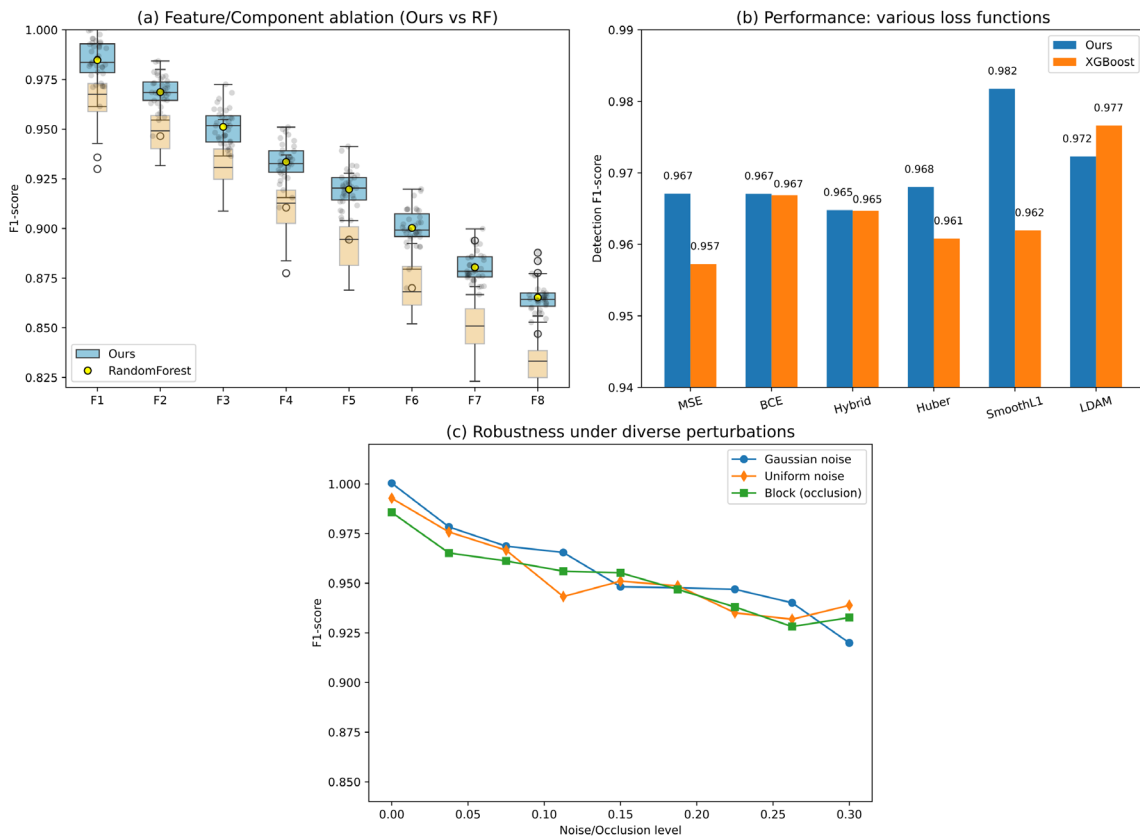 (a) Feature/Component ablation (Ours vs RF)
F1-score
1.000
0.975
0.950
0.925
0.900
0.875
0.850
0.825
F1 F2 F3 F4 F5 F6 F7 F8
Ours
RandomForest
(b) Performance: various loss functions
Detection F1-score
0.99
0.98
0.97
0.96
0.95
0.94
Ours
XGBoost
0.967 0.957 0.967 0.967 0.965 0.965 0.968 0.961 0.982 0.962 0.972 0.977
MSE BCE Hybrid Huber SmoothL1 LDAM
(c) Robustness under diverse perturbations
F1-score
1.000
0.975
0.950
0.925
0.900
0.875
0.850
Gaussian noise
Uniform noise
Block (occlusion)
0.00 0.05 0.10 0.15 0.20 0.25 0.30
Noise/Occlusion level